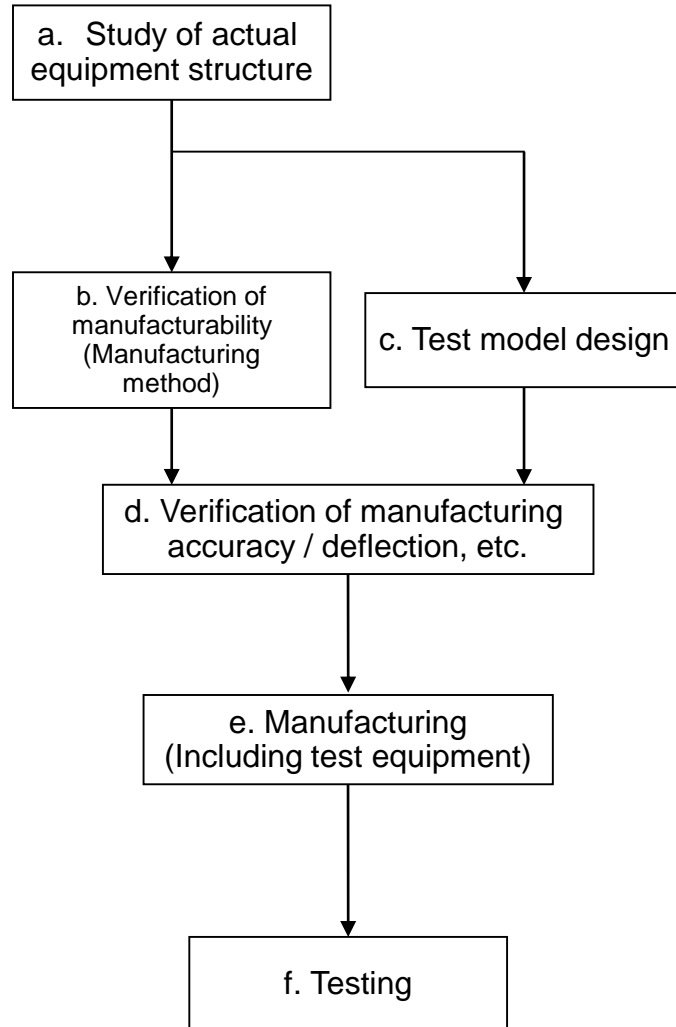 a. Study of actual
equipment structure
b. Verification of
manufacturability
(Manufacturing
method)
c. Test model design
d. Verification of manufacturing
accuracy / deflection, etc.
e. Manufacturing
(Including test equipment)
f. Testing